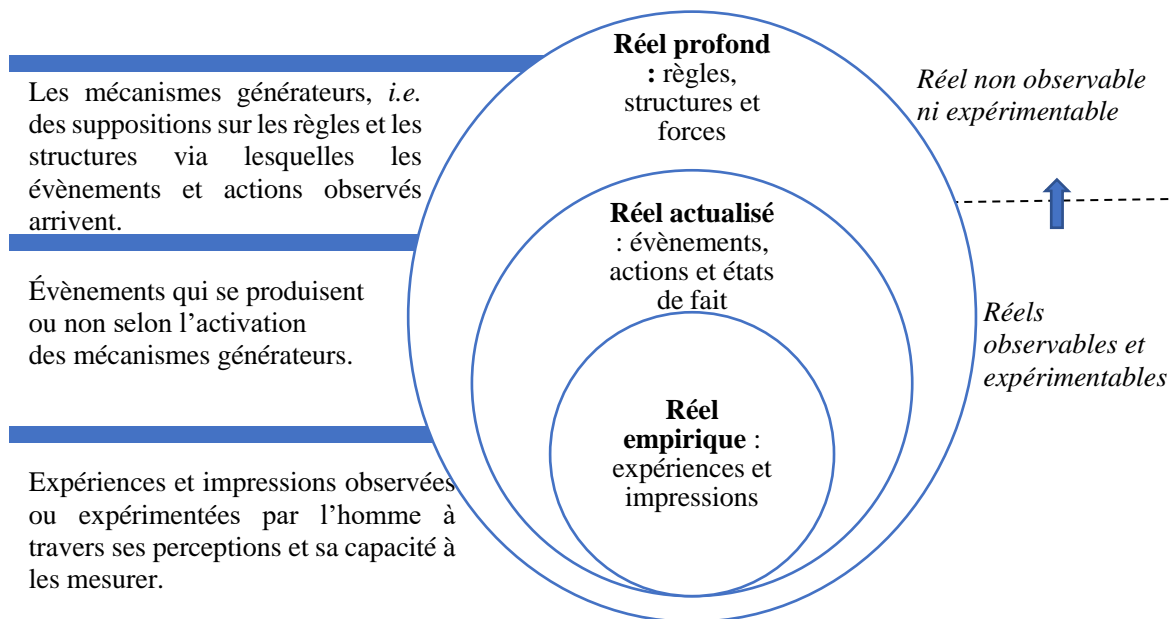 Les mécanismes générateurs, i.e.
des suppositions sur les règles et les
structures via lesquelles les
évènements et actions observés
arrivent.
Évènements qui se produisent
ou non selon l’activation
des mécanismes générateurs.
Expériences et impressions observées
ou expérimentées par l’homme à
travers ses perceptions et sa capacité à
les mesurer.
Réel profond
: règles,
structures et
forces
Réel actualisé
: évènements,
actions et états
de fait
Réel
empirique :
expériences et
impressions
Réel non observable
ni expérimentable
Réels
observables et
expérimentables